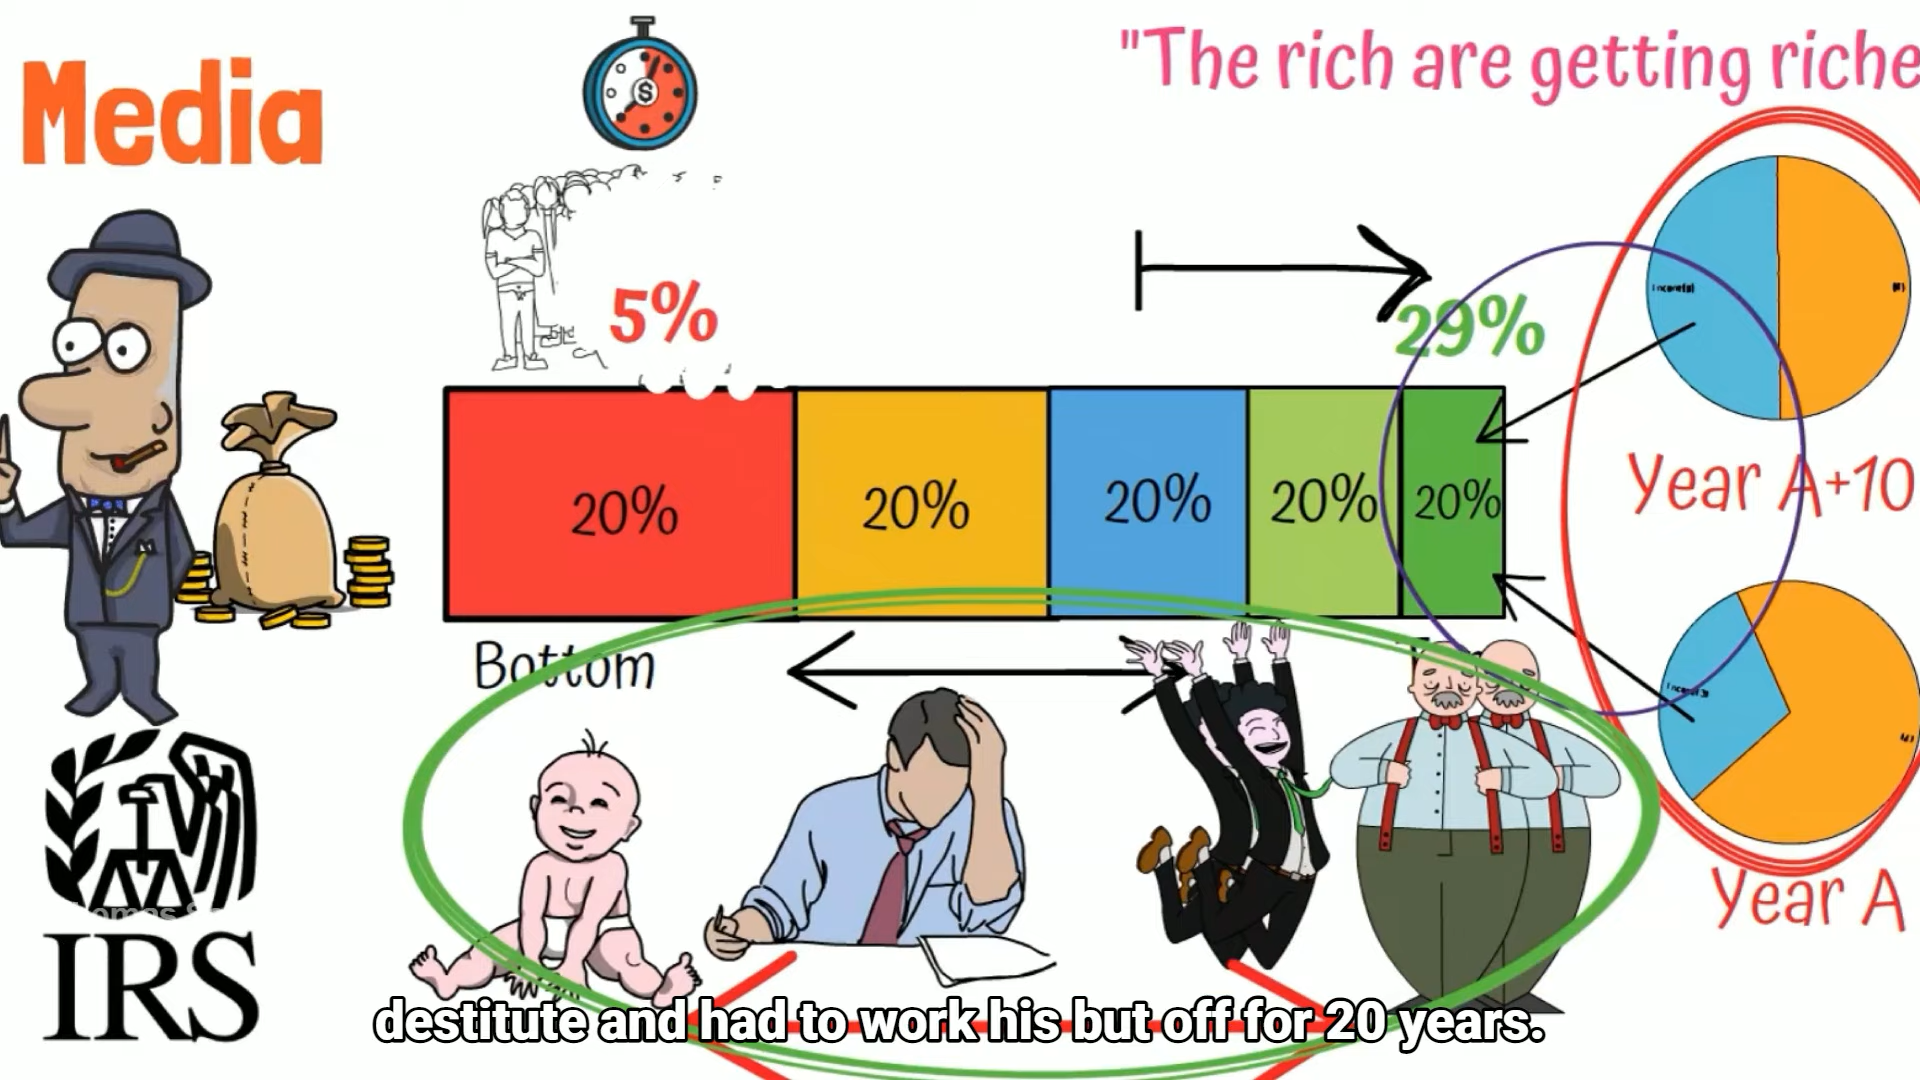 "The rich are getting riche
Media
$
5%
29%
20%
20%
20%
20%
20%
Year A+10
Bottom
Year A
IRS
destitute and had to work his but off for 20 years.